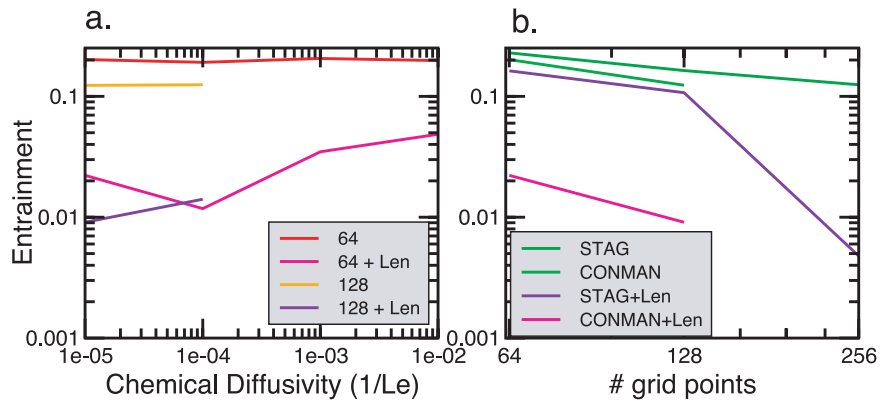 a.
b.
Entrainment
0.1
0.01
0.001
0.1
0.01
0.001
64
64 + Len
128
128 + Len
STAG
CONMAN
STAG+Len
CONMAN+Len
1e-05
1e-04
1e-03
1e-02
64
128
256
Chemical Diffusivity (1/Le)
# grid points